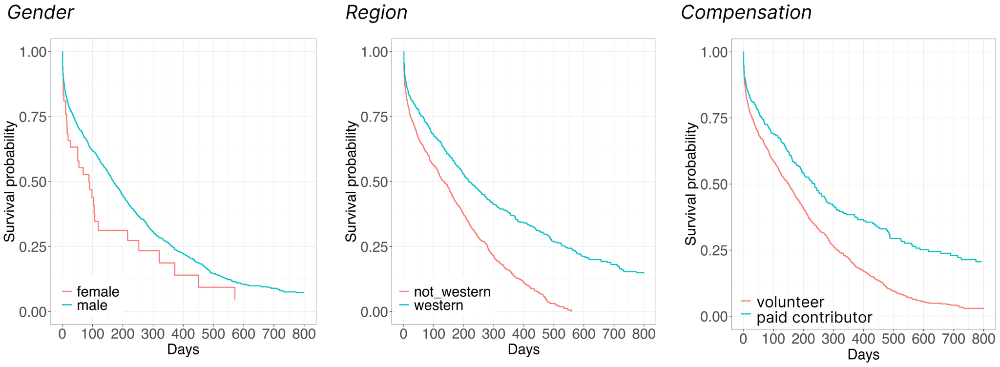 Gender
Survival probability
1.00
0.75
0.50
0.25
0.00
female
male
0 100 200 300 400 500 600 700 800
Days
Region
Survival probability
1.00
0.75
0.50
0.25
0.00
not_western
western
0 100 200 300 400 500 600 700 800
Days
Compensation
Survival probability
1.00
0.75
0.50
0.25
0.00
volunteer
paid contributor
0 100 200 300 400 500 600 700 800
Days